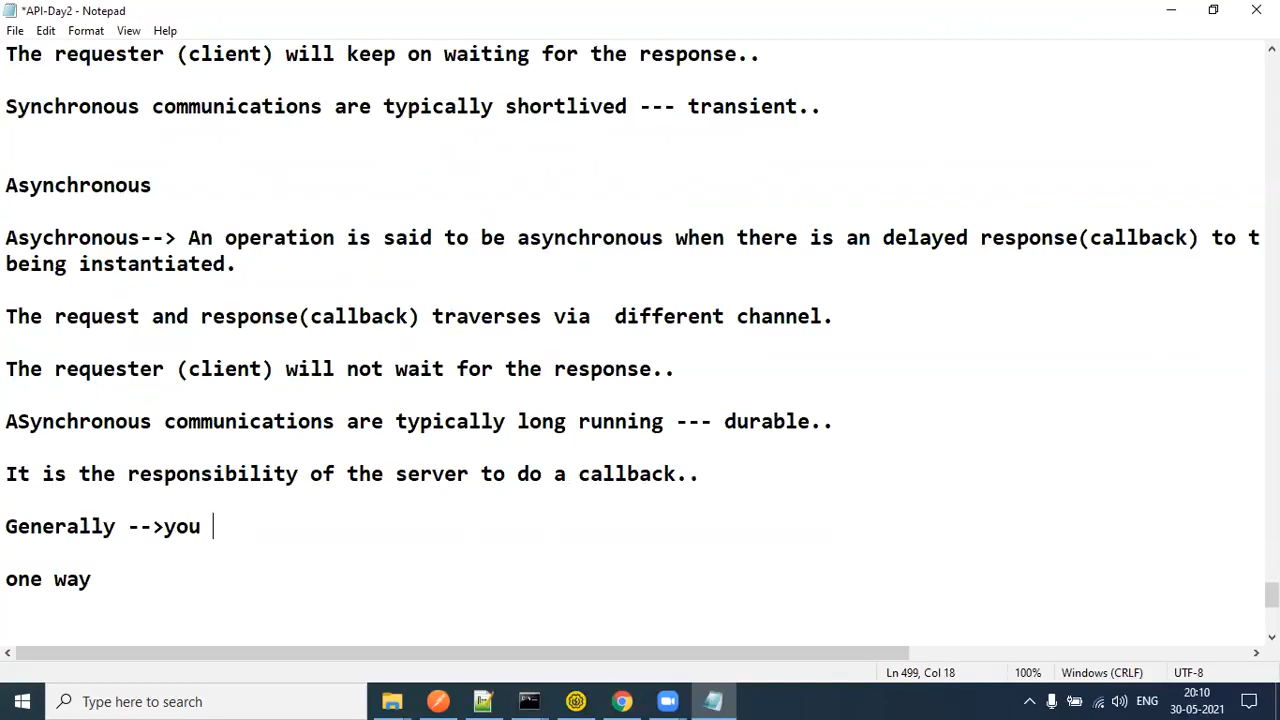 *API-Day2 - Notepad
File Edit Format View Help
The requester (client) will keep on waiting for the response..
Synchronous communications are typically shortlived --- transient..
Asynchronous
Asychronous--> An operation is said to be asynchronous when there is an delayed response(callback) to t
being instantiated.
The request and response(callback) traverses via  different channel.
The requester (client) will not wait for the response..
ASynchronous communications are typically long running --- durable..
It is the responsibility of the server to do a callback..
Generally -->you
one way
Ln 499, Col 18 100% Windows (CRLF) UTF-8
Type here to search ENG 20:10
30-05-2021